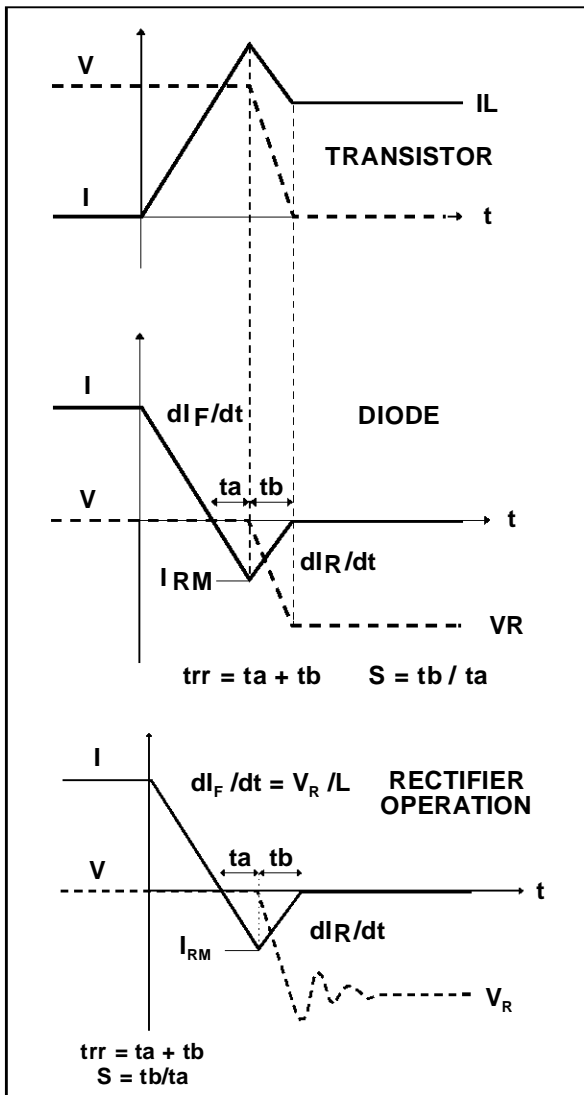 V
IL
TRANSISTOR
I
t
I
dIF/dt
DIODE
ta tb
V
t
IRM
dIR/dt
VR
trr = ta + tb S = tb / ta
I
dIF/dt = VR/L
RECTIFIER
OPERATION
ta tb
V
t
IRM
dIR/dt
VR
trr = ta + tb
S = tb/ta